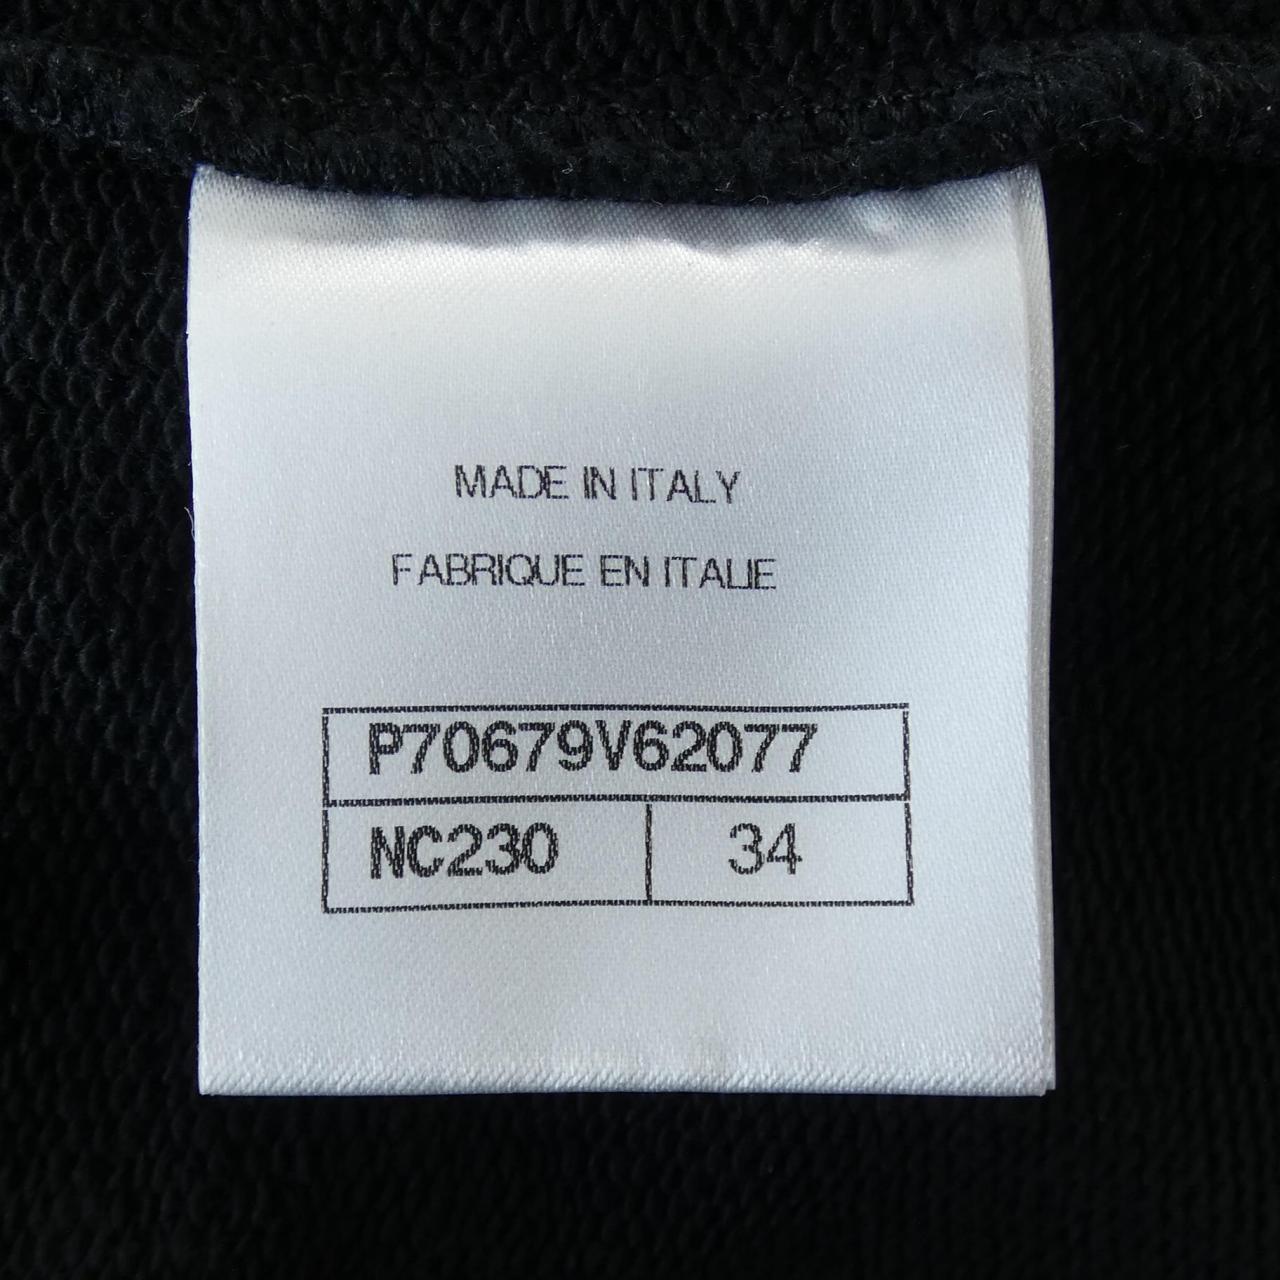 MADE IN ITALY
FABRIQUE EN ITALIE
P70679V62077
NC230 34